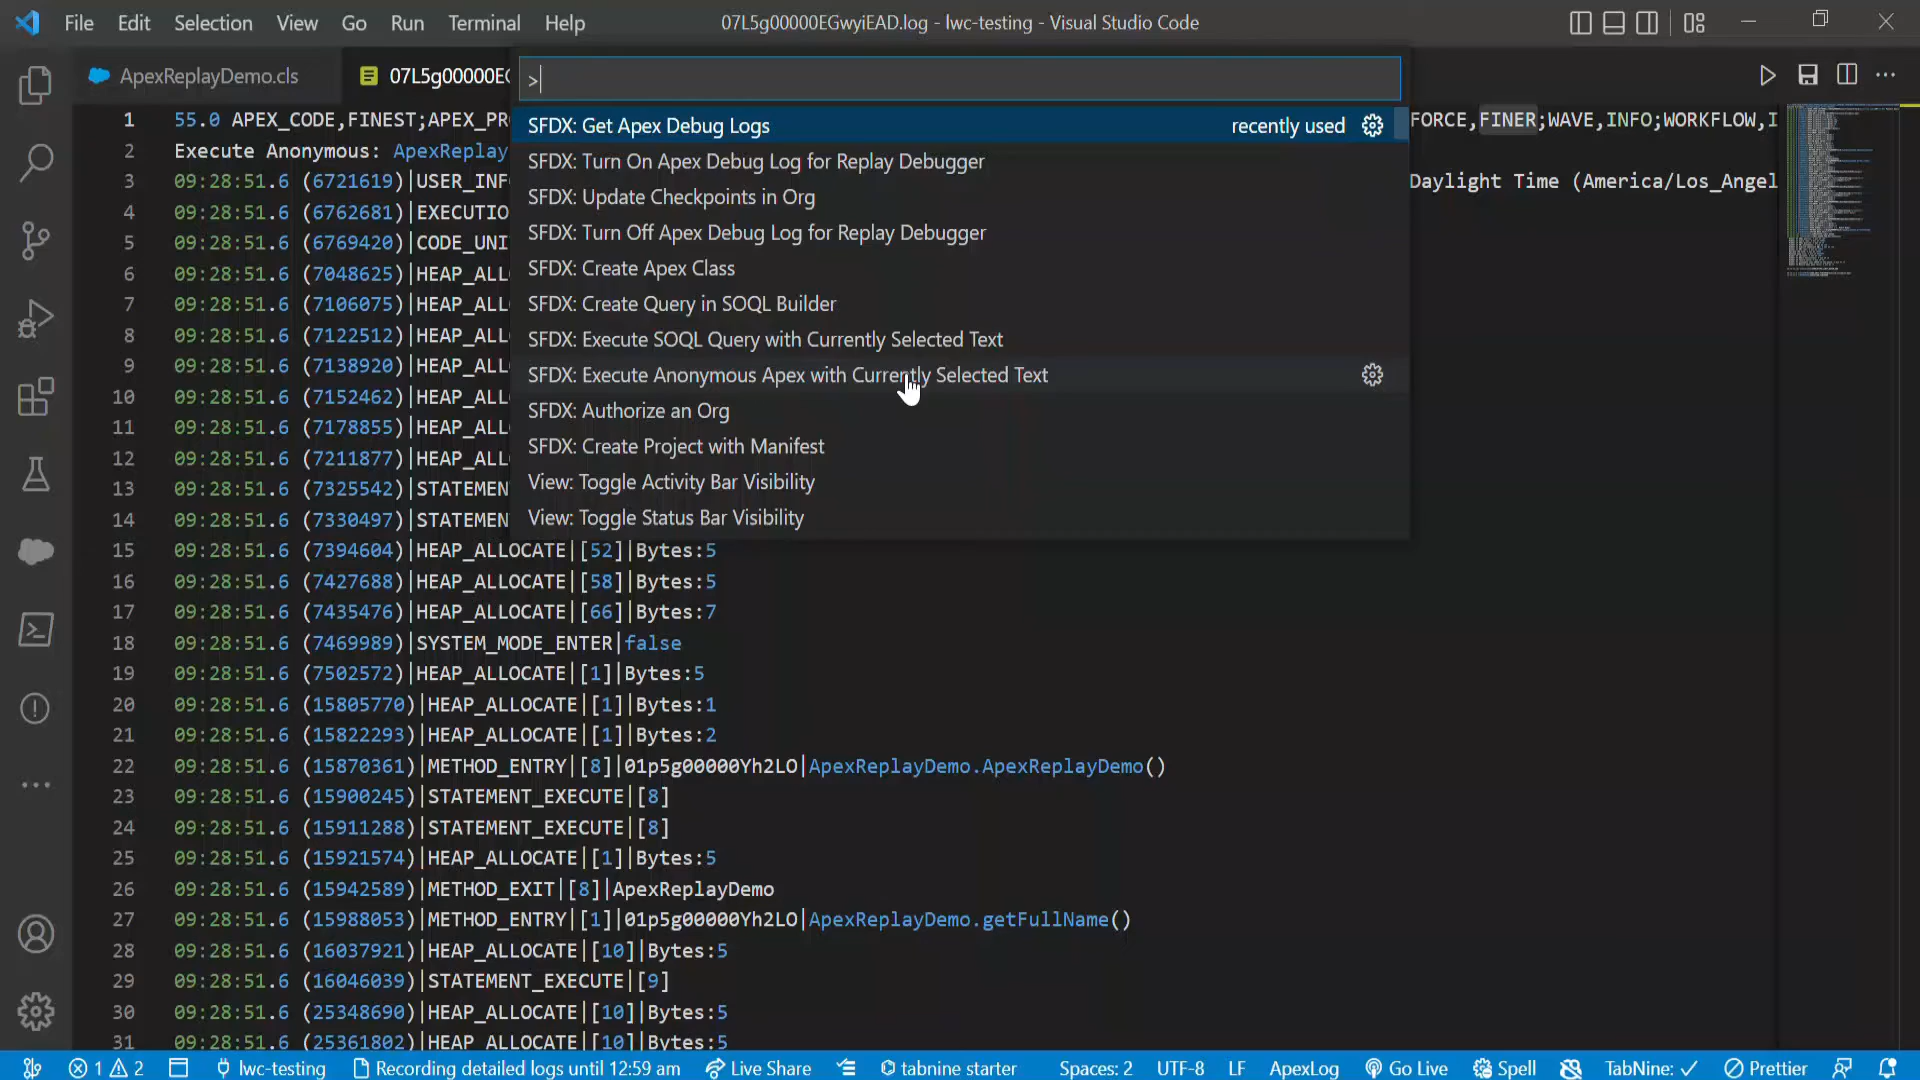 File Edit Selection View Go Run Terminal Help
07L5g00000EGwyiEAD.log - lwc-testing - Visual Studio Code
ApexReplayDemo.cls
07L5g00000EG
>
SFDX: Get Apex Debug Logs recently used
SFDX: Turn On Apex Debug Log for Replay Debugger
SFDX: Update Checkpoints in Org
SFDX: Turn Off Apex Debug Log for Replay Debugger
SFDX: Create Apex Class
SFDX: Create Query in SOQL Builder
SFDX: Execute SOQL Query with Currently Selected Text
SFDX: Execute Anonymous Apex with Currently Selected Text
SFDX: Authorize an Org
SFDX: Create Project with Manifest
View: Toggle Activity Bar Visibility
View: Toggle Status Bar Visibility
1 55.0 APEX_CODE,FINEST;APEX_PR FORCE,FINER;WAVE,INFO;WORKFLOW,I
2 Execute Anonymous: ApexReplay
3 09:28:51.6 (6721619)|USER_INF Daylight Time (America/Los_Angel
4 09:28:51.6 (6762681)|EXECUTIO
5 09:28:51.6 (6769420)|CODE_UNI
6 09:28:51.6 (7048625)|HEAP_ALL
7 09:28:51.6 (7106075)|HEAP_ALL
8 09:28:51.6 (7122512)|HEAP_ALL
9 09:28:51.6 (7138920)|HEAP_ALL
10 09:28:51.6 (7152462)|HEAP_ALL
11 09:28:51.6 (7178855)|HEAP_ALL
12 09:28:51.6 (7211877)|HEAP_ALL
13 09:28:51.6 (7325542)|STATEMEN
14 09:28:51.6 (7330497)|STATEMEN
15 09:28:51.6 (7394604)|HEAP_ALLOCATE|[52]|Bytes:5
16 09:28:51.6 (7427688)|HEAP_ALLOCATE|[58]|Bytes:5
17 09:28:51.6 (7435476)|HEAP_ALLOCATE|[66]|Bytes:7
18 09:28:51.6 (7469989)|SYSTEM_MODE_ENTER|false
19 09:28:51.6 (7502572)|HEAP_ALLOCATE|[1]|Bytes:5
20 09:28:51.6 (15805770)|HEAP_ALLOCATE|[1]|Bytes:1
21 09:28:51.6 (15822293)|HEAP_ALLOCATE|[1]|Bytes:2
22 09:28:51.6 (15870361)|METHOD_ENTRY|[8]|01p5g00000Yh2LO|ApexReplayDemo.ApexReplayDemo()
23 09:28:51.6 (15900245)|STATEMENT_EXECUTE|[8]
24 09:28:51.6 (15911288)|STATEMENT_EXECUTE|[8]
25 09:28:51.6 (15921574)|HEAP_ALLOCATE|[1]|Bytes:5
26 09:28:51.6 (15942589)|METHOD_EXIT|[8]|ApexReplayDemo
27 09:28:51.6 (15988053)|METHOD_ENTRY|[1]|01p5g00000Yh2LO|ApexReplayDemo.getFullName()
28 09:28:51.6 (16037921)|HEAP_ALLOCATE|[10]|Bytes:5
29 09:28:51.6 (16046039)|STATEMENT_EXECUTE|[9]
30 09:28:51.6 (25348690)|HEAP_ALLOCATE|[10]|Bytes:5
31 09:28:51.6 (25361802)|HEAP_ALLOCATE|[10]|Bytes:5
1 2 lwc-testing Recording detailed logs until 12:59 am Live Share tabnine starter Spaces: 2 UTF-8 LF ApexLog Go Live Spell TabNine: ✓ Prettier